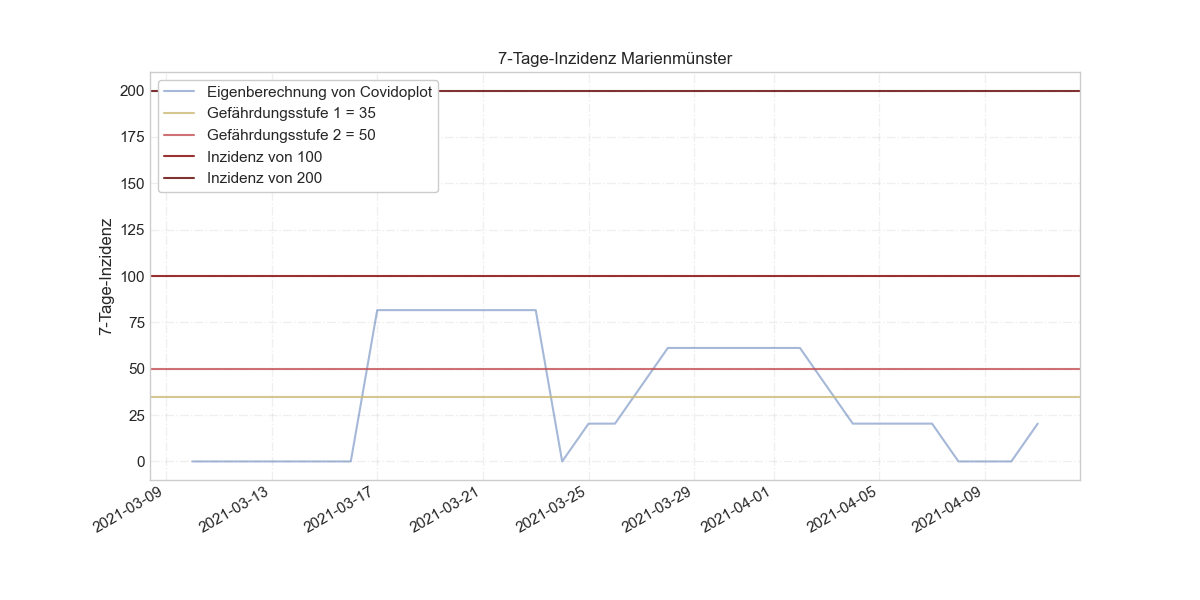 7-Tage-Inzidenz Marienmünster
Eigenberechnung von Covidoplot
Gefährdungsstufe 1 = 35
Gefährdungsstufe 2 = 50
Inzidenz von 100
Inzidenz von 200
7-Tage-Inzidenz
200
175
150
125
100
75
50
25
0
2021-03-09
2021-03-13
2021-03-17
2021-03-21
2021-03-25
2021-03-29
2021-04-01
2021-04-05
2021-04-09